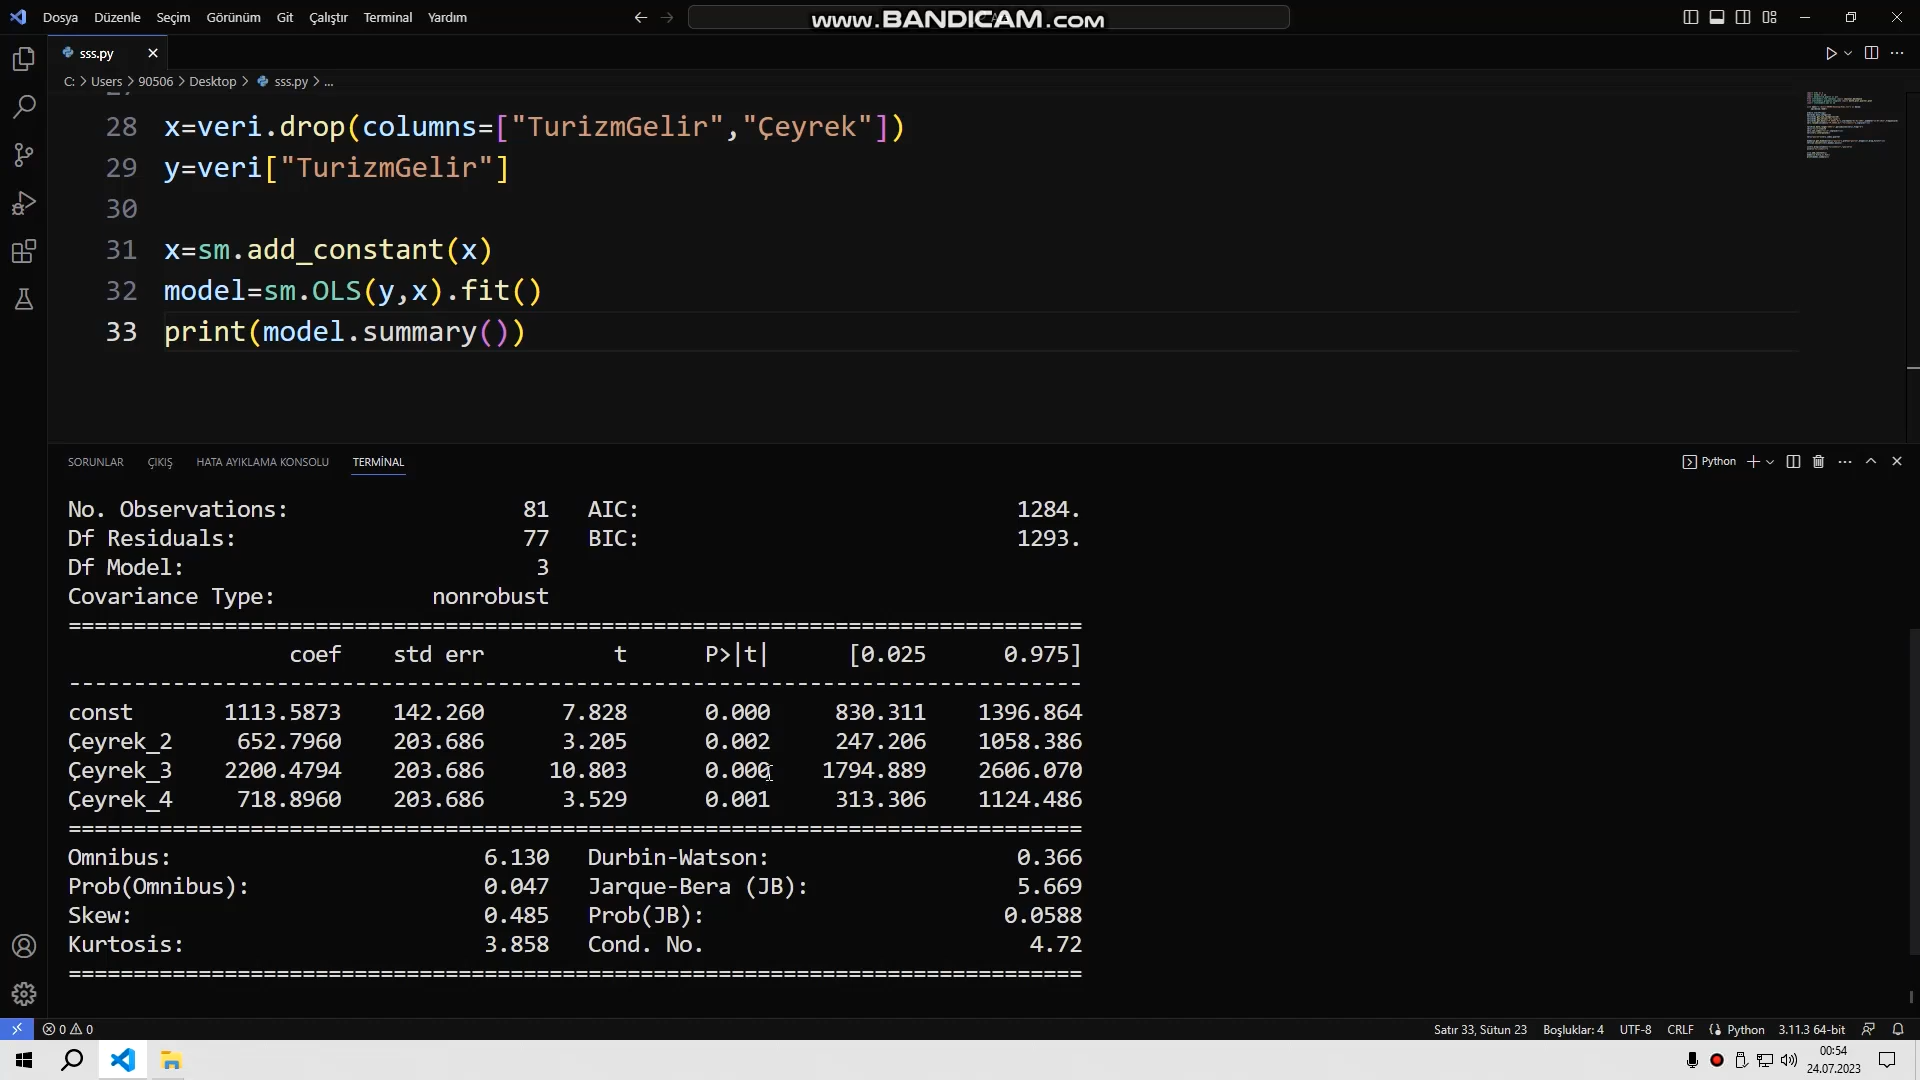 Dosya Düzenle Seçim Görünüm Git Çalıştır Terminal Yardım
www.BANDICAM.com
sss.py
C: > Users > 90506 > Desktop > sss.py > ...
28 x=veri.drop(columns=["TurizmGelir","Çeyrek"])
29 y=veri["TurizmGelir"]
30
31 x=sm.add_constant(x)
32 model=sm.OLS(y,x).fit()
33 print(model.summary())
SORUNLAR ÇIKIŞ HATA AYIKLAMA KONSOLU TERMİNAL
Python
No. Observations: 81 AIC: 1284.
Df Residuals: 77 BIC: 1293.
Df Model: 3
Covariance Type: nonrobust
==============================================================================
coef std err t P>|t| [0.025 0.975]
------------------------------------------------------------------------------
const 1113.5873 142.260 7.828 0.000 830.311 1396.864
Çeyrek_2 652.7960 203.686 3.205 0.002 247.206 1058.386
Çeyrek_3 2200.4794 203.686 10.803 0.000 1794.889 2606.070
Çeyrek_4 718.8960 203.686 3.529 0.001 313.306 1124.486
==============================================================================
Omnibus: 6.130 Durbin-Watson: 0.366
Prob(Omnibus): 0.047 Jarque-Bera (JB): 5.669
Skew: 0.485 Prob(JB): 0.0588
Kurtosis: 3.858 Cond. No. 4.72
==============================================================================
0 0 Satır 33, Sütun 23 Boşluklar: 4 UTF-8 CRLF Python 3.11.3 64-bit
00:54
24.07.2023